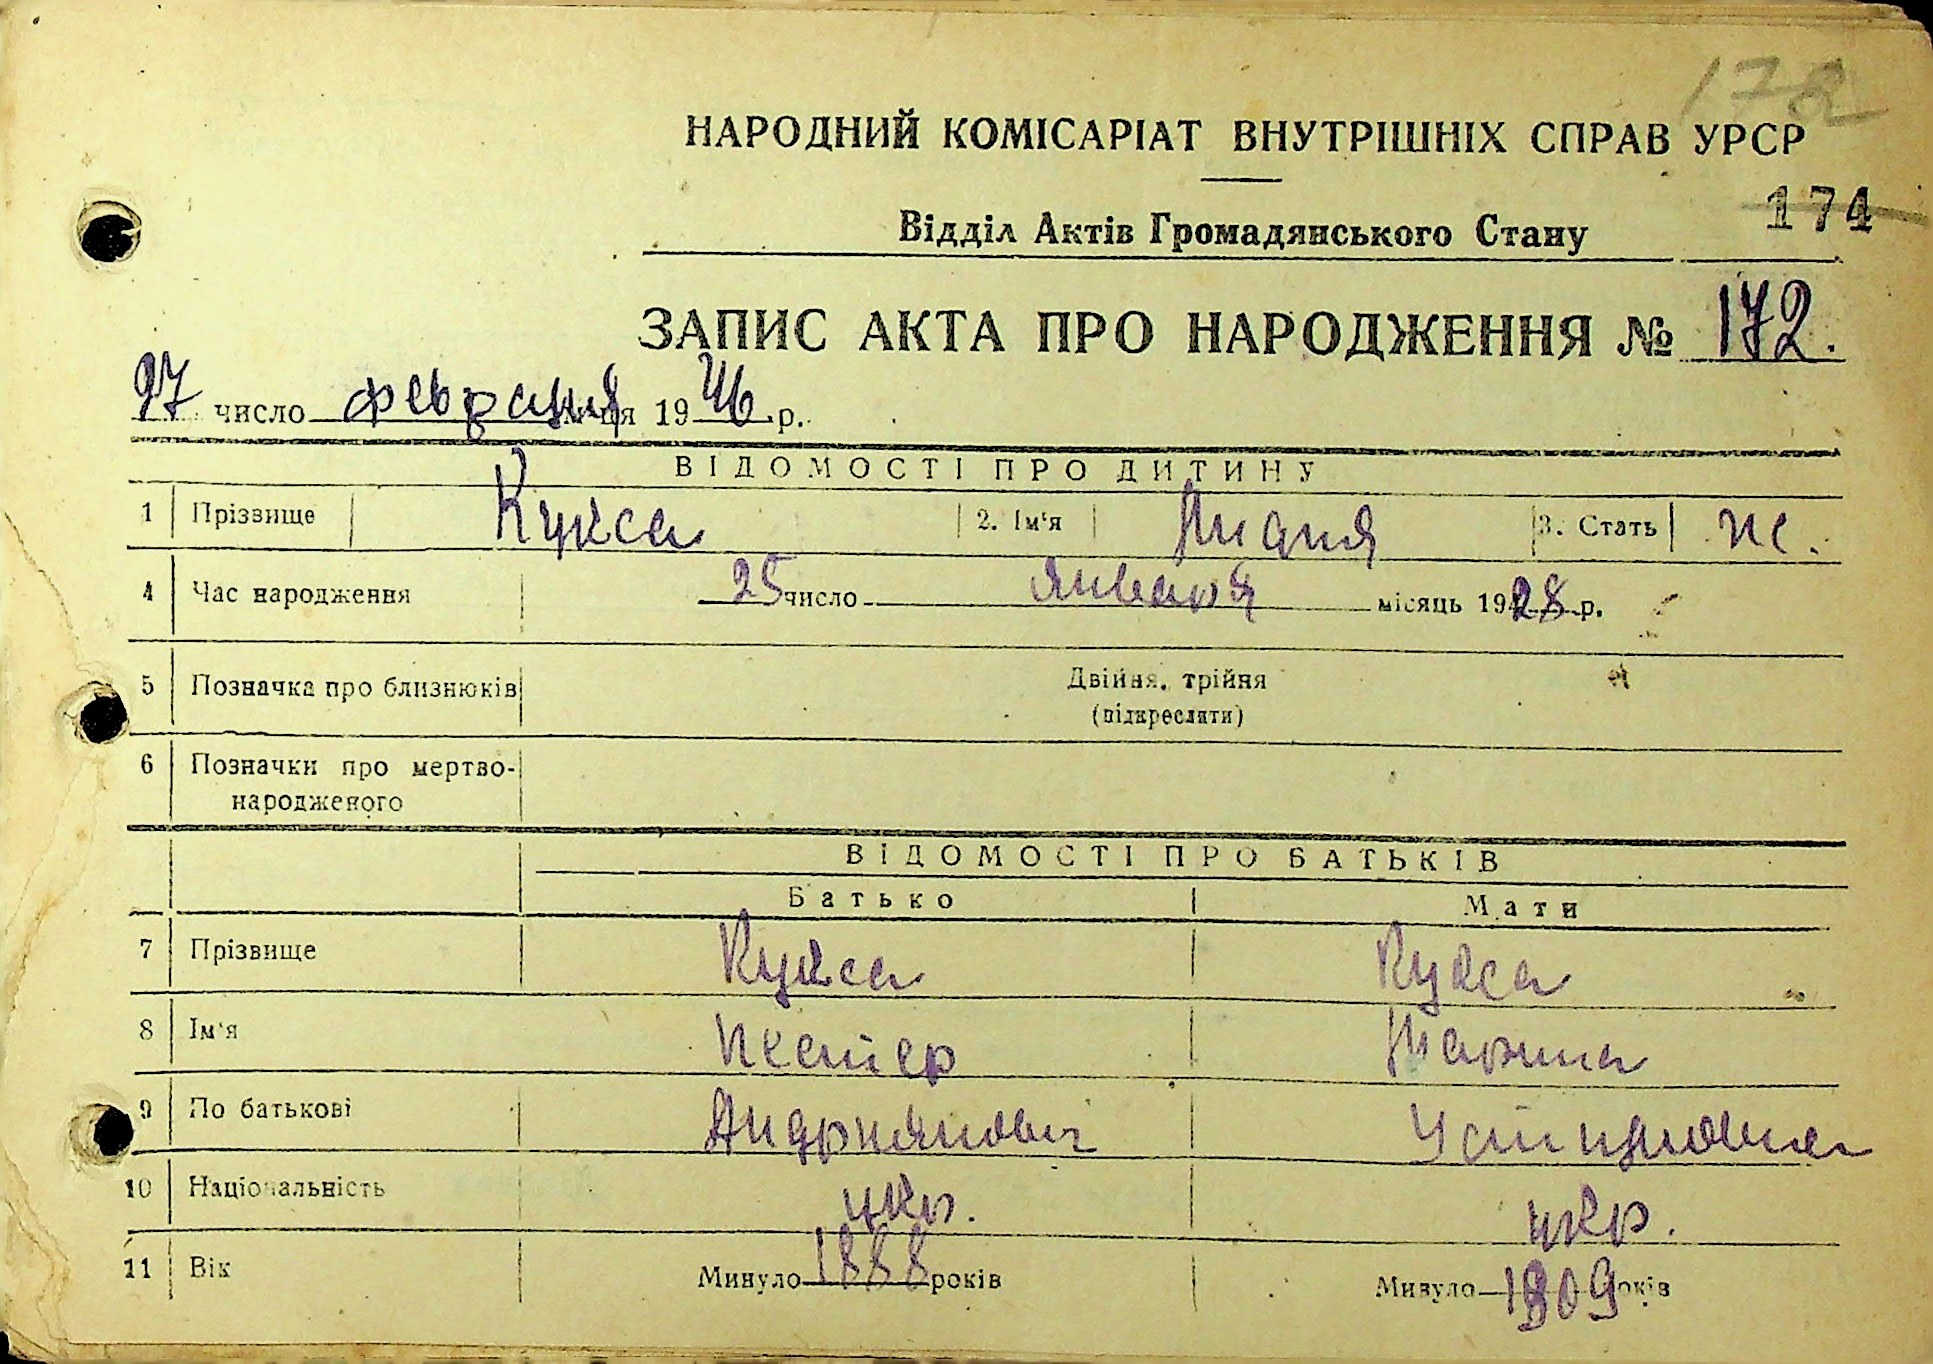 178
НАРОДНИЙ КОМІСАРІАТ ВНУТРІШНІХ СПРАВ УРСР
174
Відділ Актів Громадянського Стану
ЗАПИС АКТА ПРО НАРОДЖЕННЯ № 172.
27 число февраля м-ця 1946 р.
ВІДОМОСТІ ПРО ДИТИНУ
1 Прізвище Кукса 2. Ім'я Лидия 3. Стать ж.
4 Час народження 25 число января місяць 1928 р.
5 Позначка про близнюків Двійня, трійня
(підкреслити)
6 Позначки про мертво-
народженого
ВІДОМОСТІ ПРО БАТЬКІВ
Батько Мати
7 Прізвище Кукса Кукса
8 Ім'я Нестер Марина
9 По батькові Андриянович Устиновна
10 Національність укр. укр.
11 Вік Минуло 1888 років Минуло 1909 років